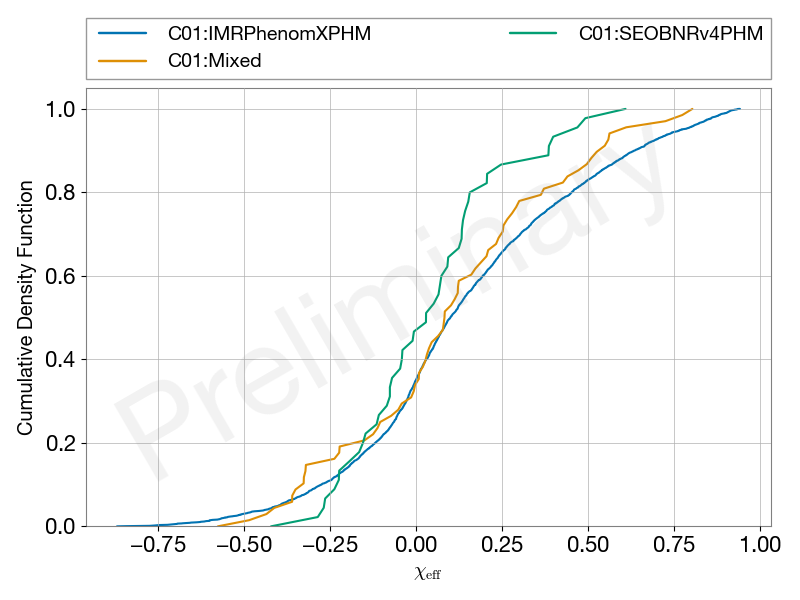 C01:IMRPhenomXPHM
C01:Mixed
C01:SEOBNRv4PHM
1.0
0.8
0.6
0.4
0.2
0.0
Cumulative Density Function
Preliminary
−0.75 −0.50 −0.25 0.00 0.25 0.50 0.75 1.00
χeff